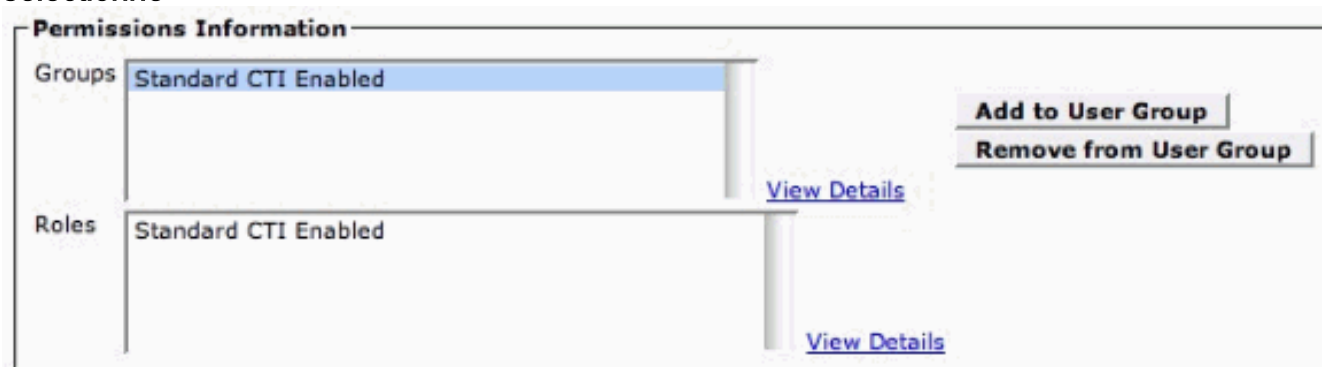 Permissions Information
Groups
Standard CTI Enabled
Add to User Group
Remove from User Group
View Details
Roles
Standard CTI Enabled
View Details